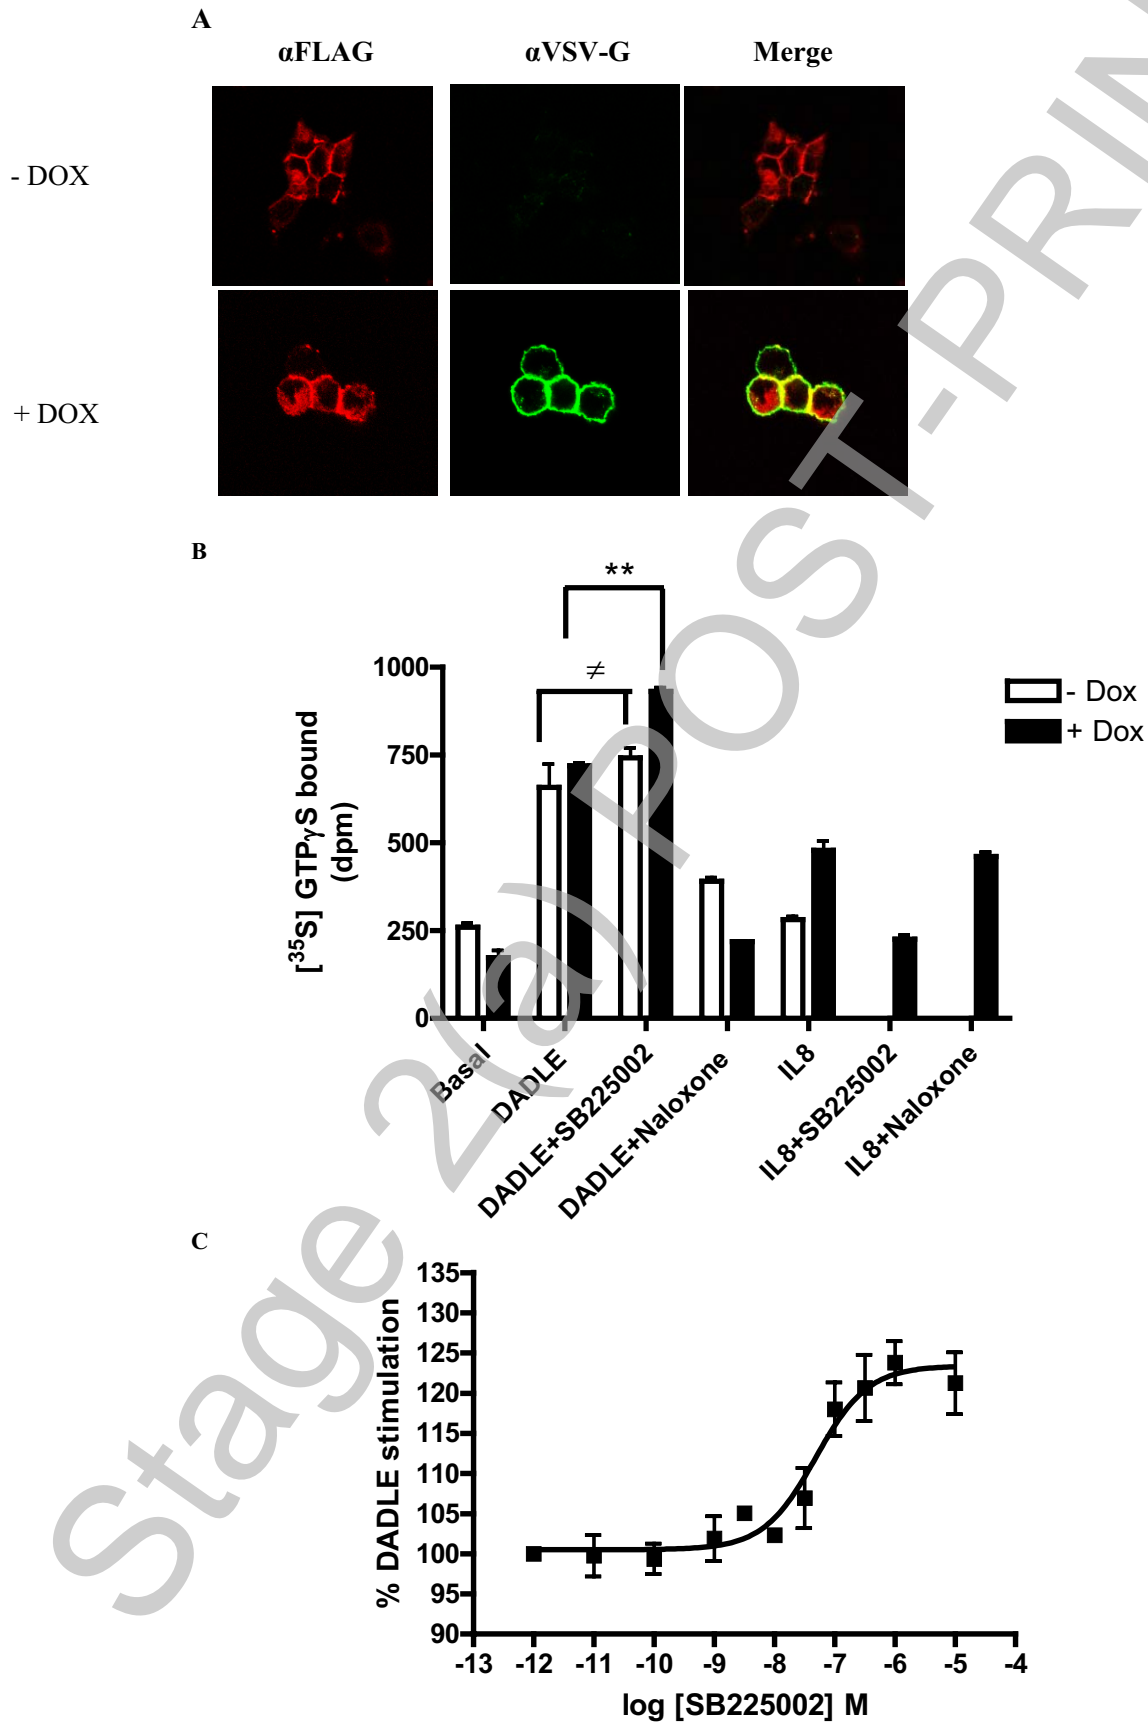 A
αFLAG αVSV-G Merge
- DOX
+ DOX
B
**
≠
1000
750
500
250
0
[35S] GTPγS bound
(dpm)
- Dox
+ Dox
Basal
DADLE
DADLE+SB225002
DADLE+Naloxone
IL8
IL8+SB225002
IL8+Naloxone
C
135
130
125
120
115
110
105
100
95
90
% DADLE stimulation
-13 -12 -11 -10 -9 -8 -7 -6 -5 -4
log [SB225002] M
Stage 2(a) POST-PRIN